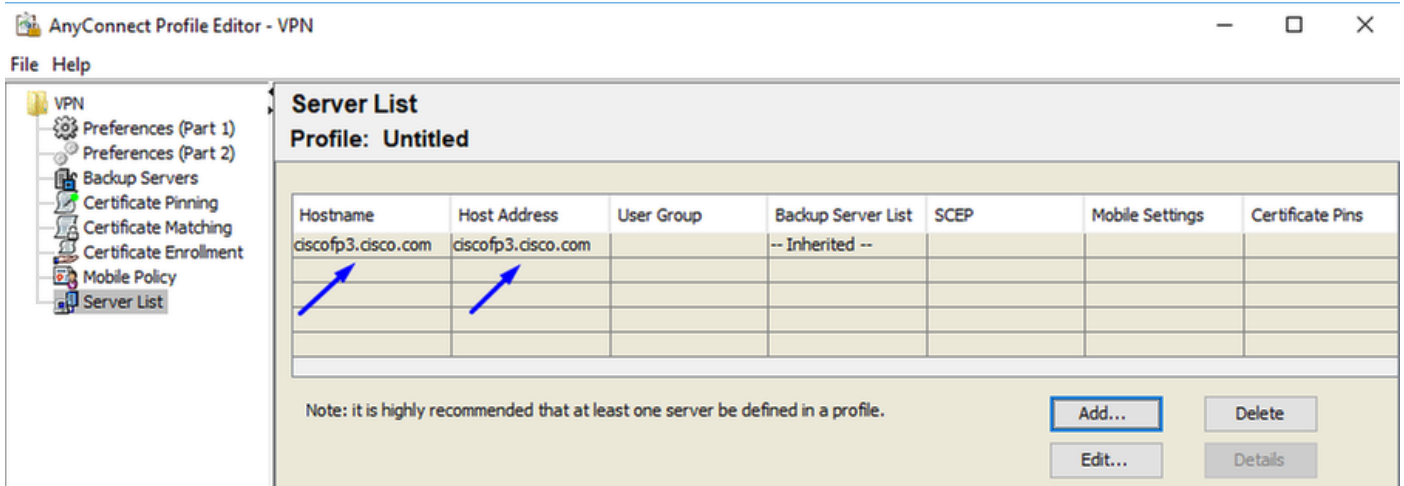 AnyConnect Profile Editor - VPN
File Help
VPN
Preferences (Part 1)
Preferences (Part 2)
Backup Servers
Certificate Pinning
Certificate Matching
Certificate Enrollment
Mobile Policy
Server List
Server List
Profile: Untitled
Hostname Host Address User Group Backup Server List SCEP Mobile Settings Certificate Pins
ciscofp3.cisco.com ciscofp3.cisco.com -- Inherited --
Note: it is highly recommended that at least one server be defined in a profile.
Add... Delete
Edit... Details